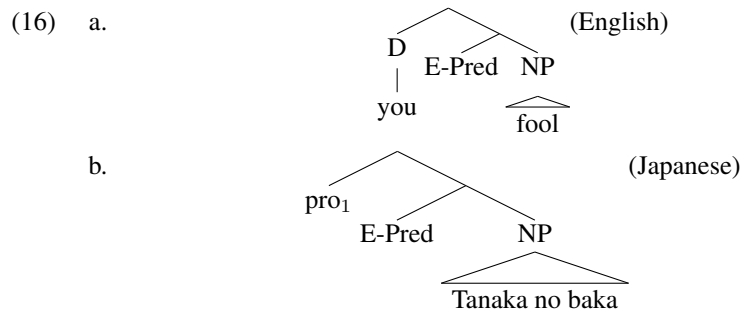 (16) a. (English)
D
E-Pred NP
you
fool
b. (Japanese)
pro₁
E-Pred NP
Tanaka no baka